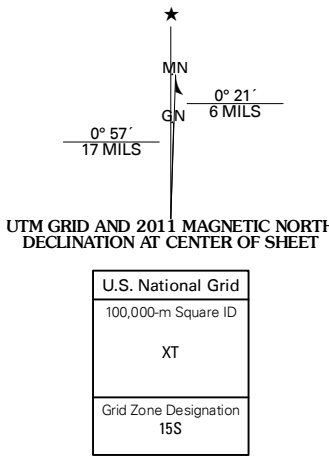 ★
MN
0° 21´
6 MILS
GN
0° 57´
17 MILS
UTM GRID AND 2011 MAGNETIC NORTH
DECLINATION AT CENTER OF SHEET
U.S. National Grid
100,000-m Square ID
XT
Grid Zone Designation
15S